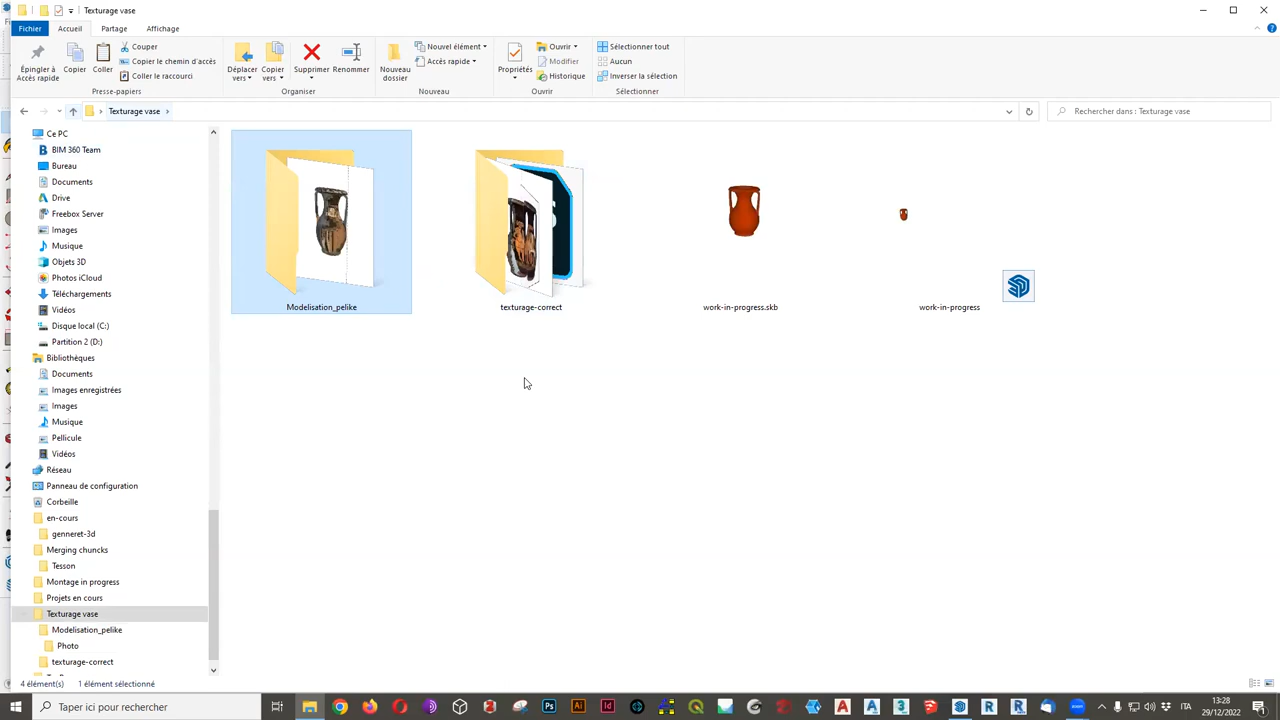 Texturage vase
Fichier
Accueil
Partage
Affichage
Épingler à
Accès rapide
Copier
Coller
Couper
Copier le chemin d'accès
Coller le raccourci
Presse-papiers
Déplacer
vers
Copier
vers
Supprimer
Renommer
Organiser
Nouveau
dossier
Nouvel élément
Accès rapide
Nouveau
Propriétés
Ouvrir
Modifier
Historique
Ouvrir
Sélectionner tout
Aucun
Inverser la sélection
Sélectionner
Texturage vase
Rechercher dans : Texturage vase
Ce PC
BIM 360 Team
Bureau
Documents
Drive
Freebox Server
Images
Musique
Objets 3D
Photos iCloud
Téléchargements
Vidéos
Disque local (C:)
Partition 2 (D:)
Bibliothèques
Documents
Images enregistrées
Images
Musique
Pellicule
Vidéos
Réseau
Panneau de configuration
Corbeille
en-cours
genneret-3d
Merging chuncks
Tesson
Montage in progress
Projets en cours
Texturage vase
Modelisation_pelike
Photo
texturage-correct
Modelisation_pelike
texturage-correct
work-in-progress.skb
work-in-progress
4 élément(s)
1 élément sélectionné
Taper ici pour rechercher
Ps
Ai
Id
ITA
13:28
29/12/2022